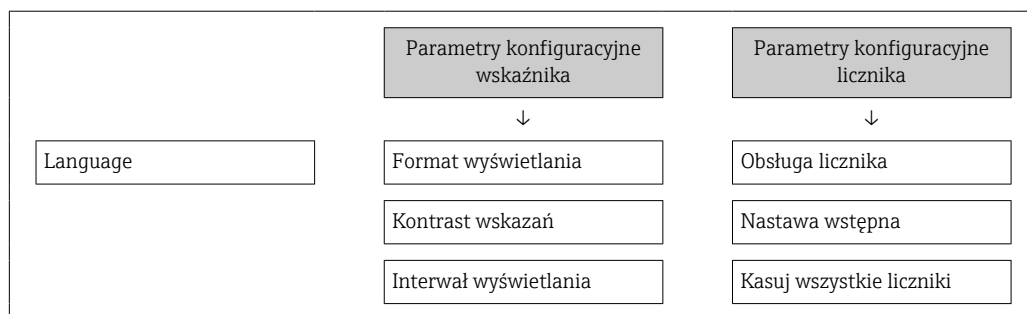 Parametry konfiguracyjne
wskaźnika
Parametry konfiguracyjne
licznika
↓
↓
Language
Format wyświetlania
Obsługa licznika
Kontrast wskazań
Nastawa wstępna
Interwał wyświetlania
Kasuj wszystkie liczniki